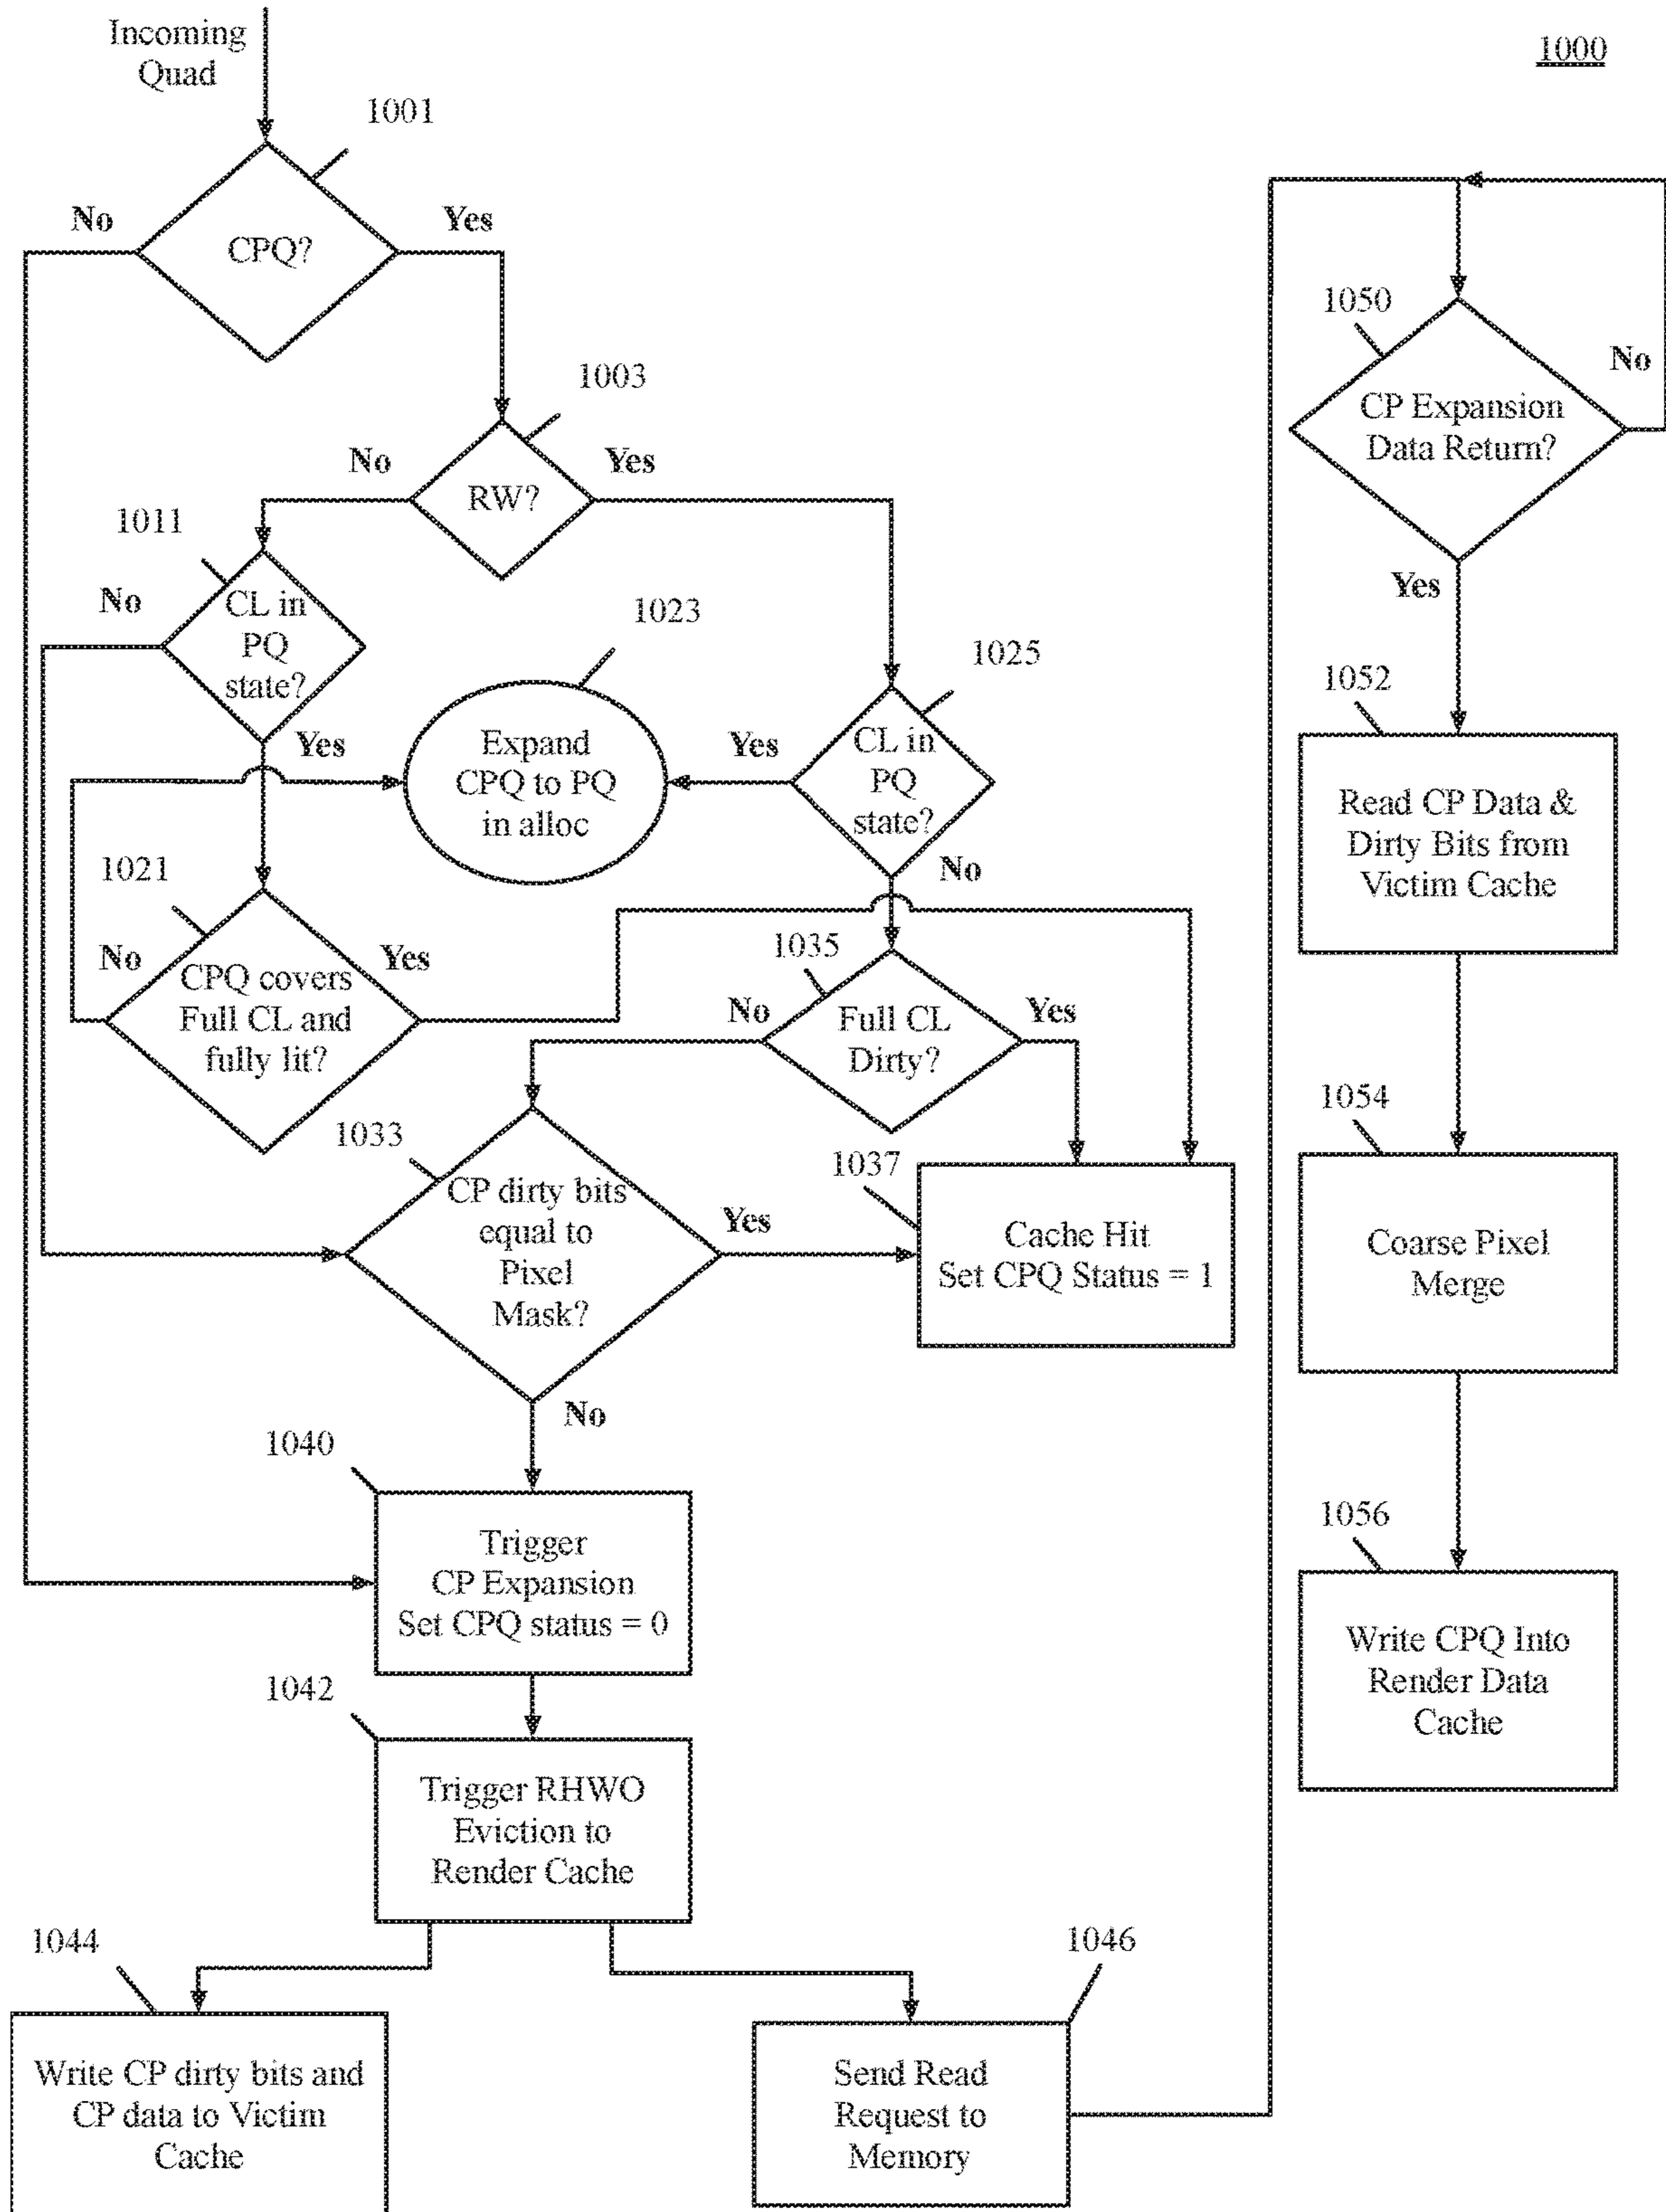 Incoming
Quad
1000
1001
No
Yes
CPQ?
1003
No
Yes
RW?
1011
No
CL in
PQ
state?
Yes
1023
Expand
CPQ to PQ
in alloc
1025
Yes
CL in
PQ
state?
No
1021
No
Yes
CPQ covers
Full CL and
fully lit?
1035
No
Yes
Full CL
Dirty?
1033
CP dirty bits
equal to
Pixel
Mask?
Yes
No
1037
Cache Hit
Set CPQ Status = 1
1040
Trigger
CP Expansion
Set CPQ status = 0
1042
Trigger RHWO
Eviction to
Render Cache
1044
Write CP dirty bits and
CP data to Victim
Cache
1046
Send Read
Request to
Memory
1050
No
CP Expansion
Data Return?
Yes
1052
Read CP Data &
Dirty Bits from
Victim Cache
1054
Coarse Pixel
Merge
1056
Write CPQ Into
Render Data
Cache